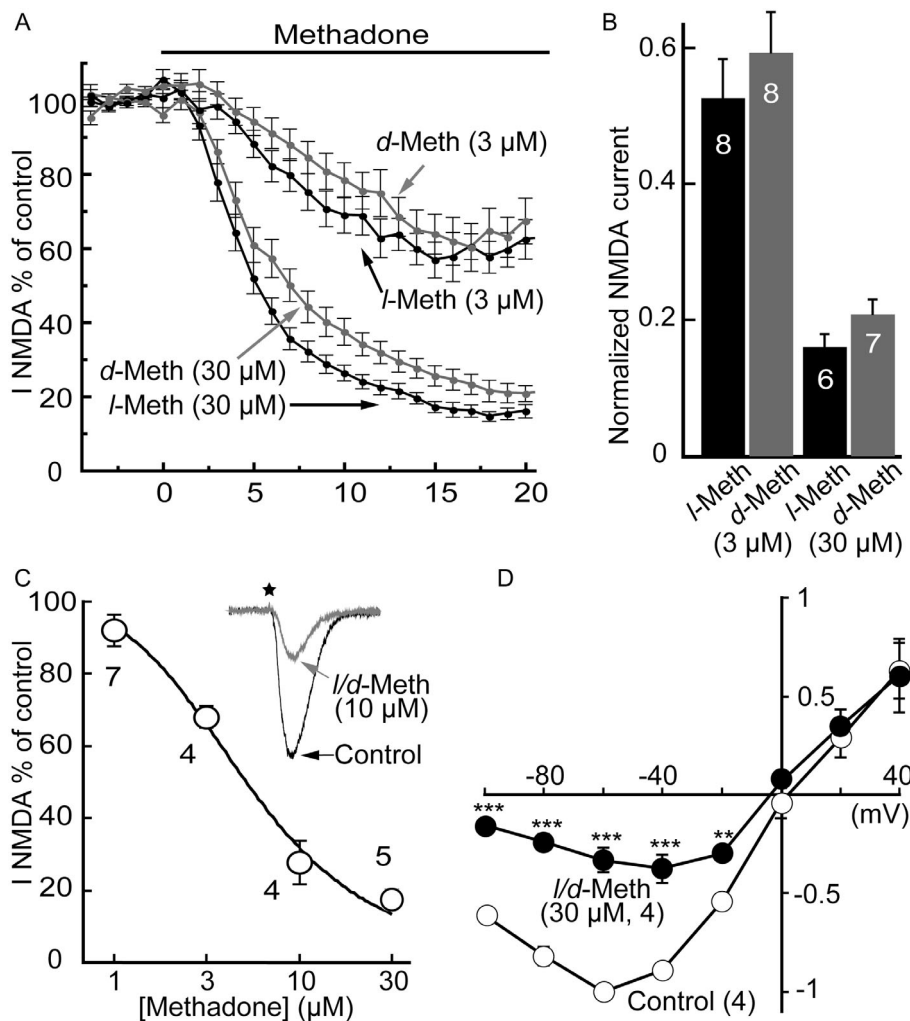 A
Methadone
I NMDA % of control
100
80
60
40
20
0
d-Meth (3 µM)
l-Meth (3 µM)
d-Meth (30 µM)
l-Meth (30 µM)
0 5 10 15 20
B
Normalized NMDA current
0.6
0.4
0.2
0
8 8 6 7
l-Meth d-Meth l-Meth d-Meth
(3 µM) (30 µM)
C
I NMDA % of control
100
80
60
40
20
0
7
4
4
5
★
l/d-Meth
(10 µM)
Control
1 3 10 30
[Methadone] (µM)
D
1
0.5
-80 -40 40
(mV)
*** *** *** *** **
l/d-Meth
(30 µM, 4)
-0.5
-1
Control (4)